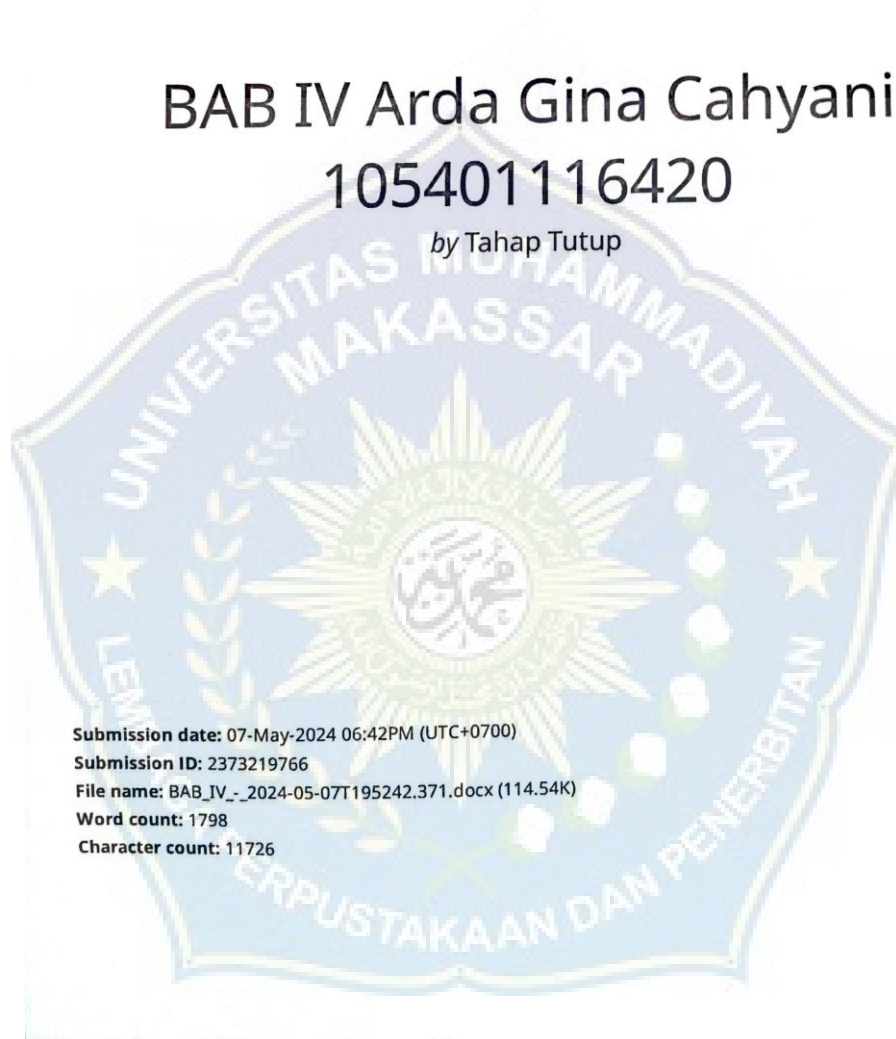 BAB IV Arda Gina Cahyani
105401116420
by Tahap Tutup
UNIVERSITAS MUHAMMADIYAH
MAKASSAR
Submission date: 07-May-2024 06:42PM (UTC+0700)
Submission ID: 2373219766
File name: BAB_IV_-_2024-05-07T195242.371.docx (114.54K)
Word count: 1798
Character count: 11726
LEMBAGA PERPUSTAKAAN DAN PENERBITAN